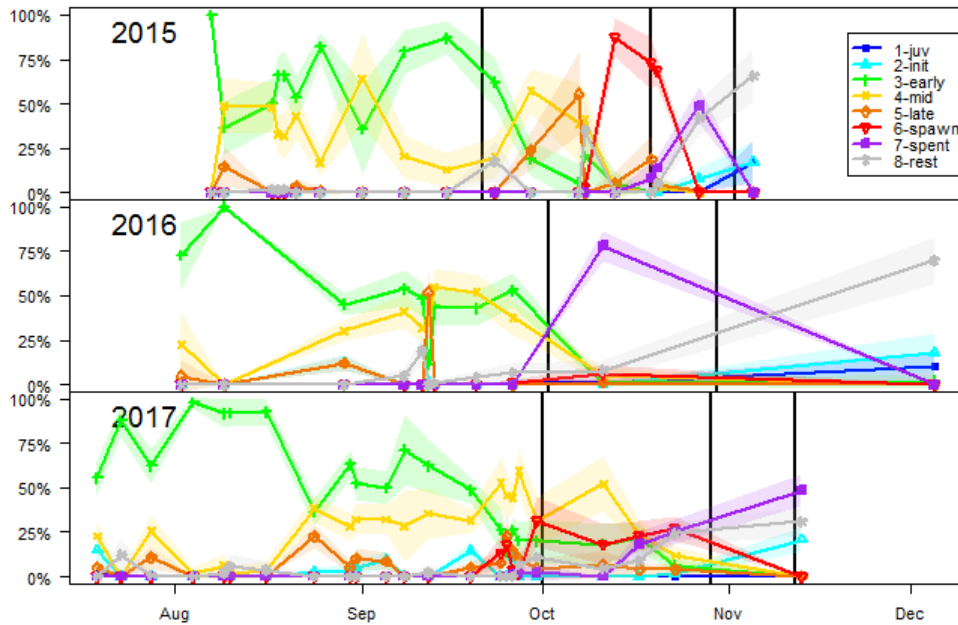 100%
75%
50%
25%
0%
2015
1-juv
2-init
3-early
4-mid
5-late
6-spawn
7-spent
8-rest
100%
75%
50%
25%
0%
2016
100%
75%
50%
25%
0%
2017
Aug Sep Oct Nov Dec